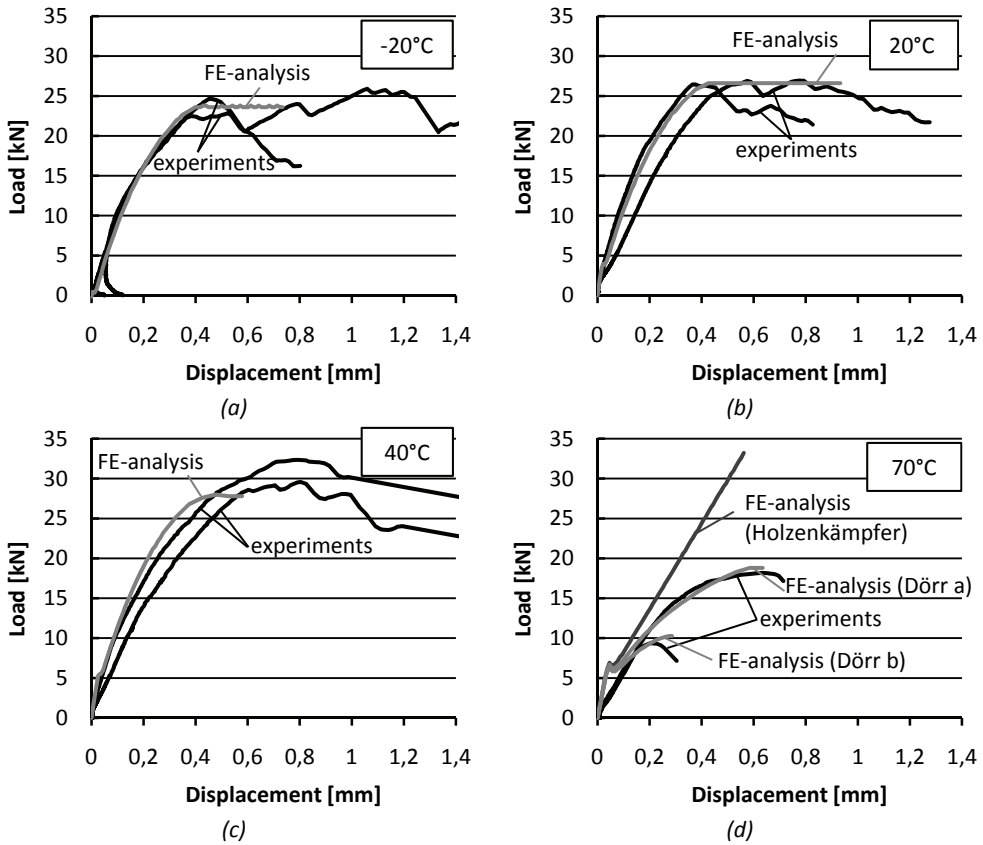 -20°C
FE-analysis
experiments
35
30
25
20
15
10
5
0
Load [kN]
0 0,2 0,4 0,6 0,8 1 1,2 1,4
Displacement [mm]
(a)
20°C
FE-analysis
experiments
35
30
25
20
15
10
5
0
Load [kN]
0 0,2 0,4 0,6 0,8 1 1,2 1,4
Displacement [mm]
(b)
40°C
FE-analysis
experiments
35
30
25
20
15
10
5
0
Load [kN]
0 0,2 0,4 0,6 0,8 1 1,2 1,4
Displacement [mm]
(c)
70°C
FE-analysis
(Holzenkämpfer)
FE-analysis (Dörr a)
experiments
FE-analysis (Dörr b)
35
30
25
20
15
10
5
0
Load [kN]
0 0,2 0,4 0,6 0,8 1 1,2 1,4
Displacement [mm]
(d)